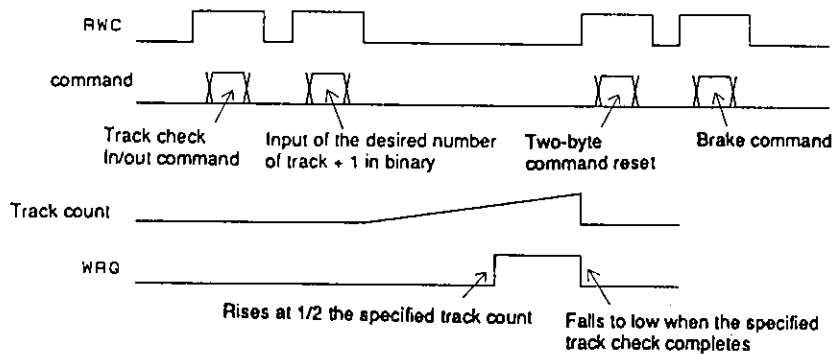 RWC
command
Track check
In/out command
Input of the desired number
of track + 1 in binary
Two-byte
command reset
Brake command
Track count
WRQ
Rises at 1/2 the specified track count
Falls to low when the specified
track check completes